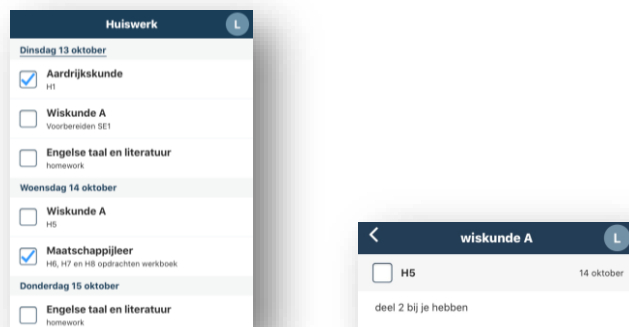 Huiswerk
L
Dinsdag 13 oktober
Aardrijkskunde
H1
Wiskunde A
Voorbereiden SE1
Engelse taal en literatuur
homework
Woensdag 14 oktober
Wiskunde A
H5
Maatschappijleer
H6, H7 en H8 opdrachten werkboek
Donderdag 15 oktober
Engelse taal en literatuur
homework
wiskunde A
L
H5
14 oktober
deel 2 bij je hebben